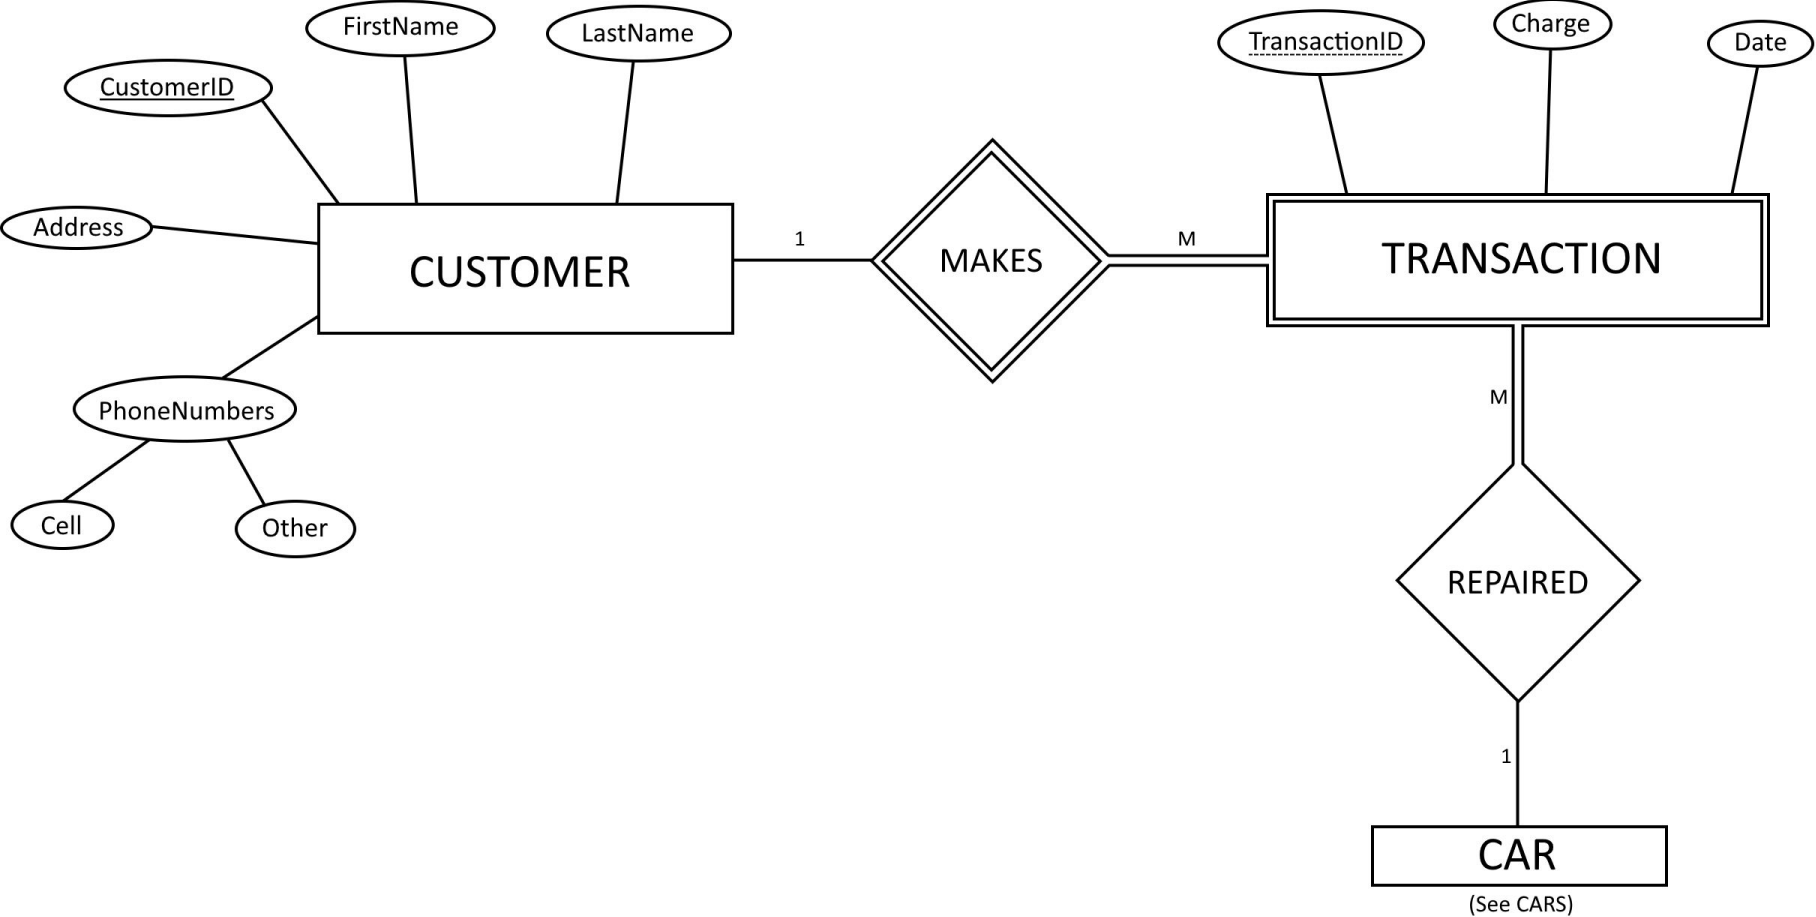 FirstName
LastName
CustomerID
Address
CUSTOMER
PhoneNumbers
Cell
Other
1
MAKES
M
TransactionID
Charge
Date
TRANSACTION
M
REPAIRED
1
CAR
(See CARS)